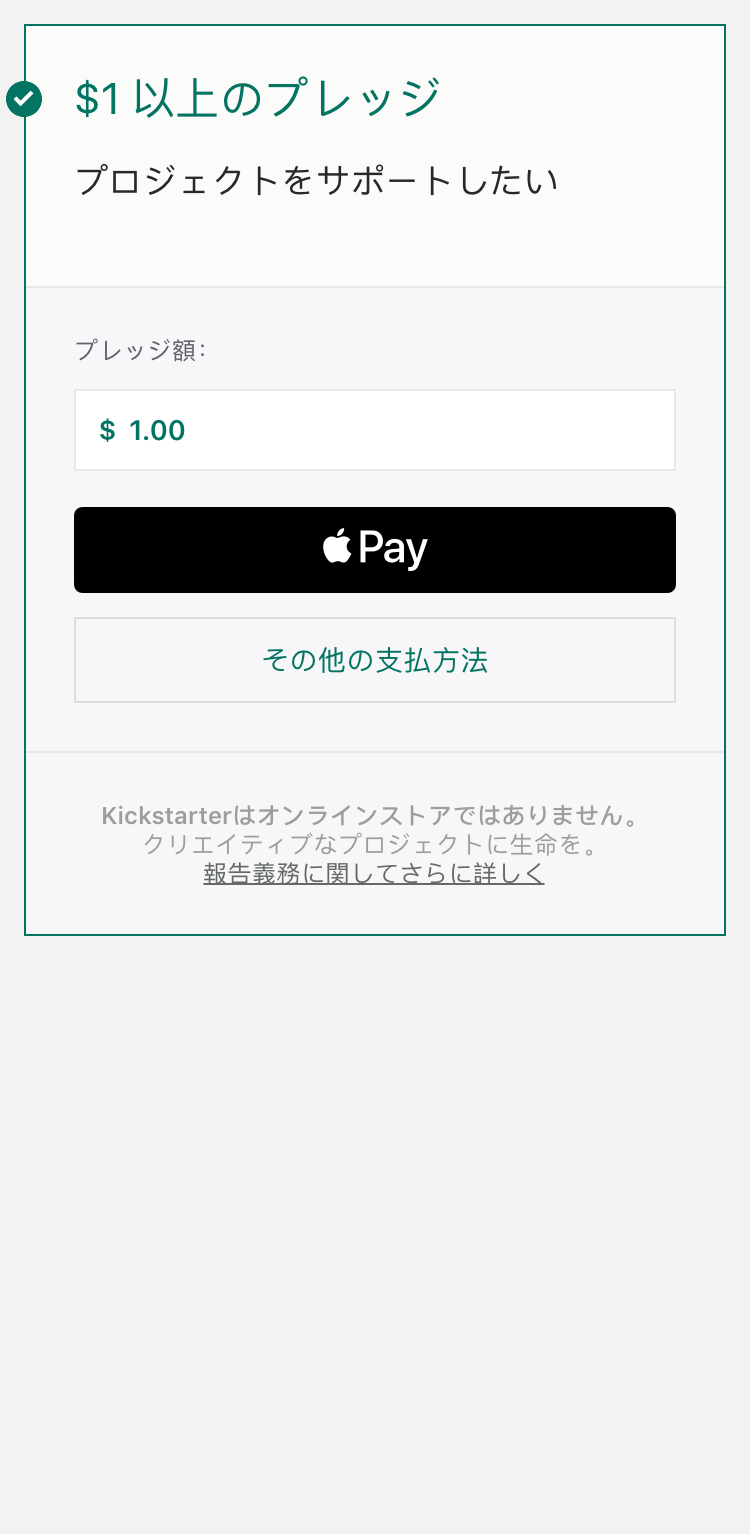 $1 以上のプレッジ
プロジェクトをサポートしたい
プレッジ額:
$ 1.00
Pay
その他の支払方法
Kickstarterはオンラインストアではありません。
クリエイティブなプロジェクトに生命を。
報告義務に関してさらに詳しく